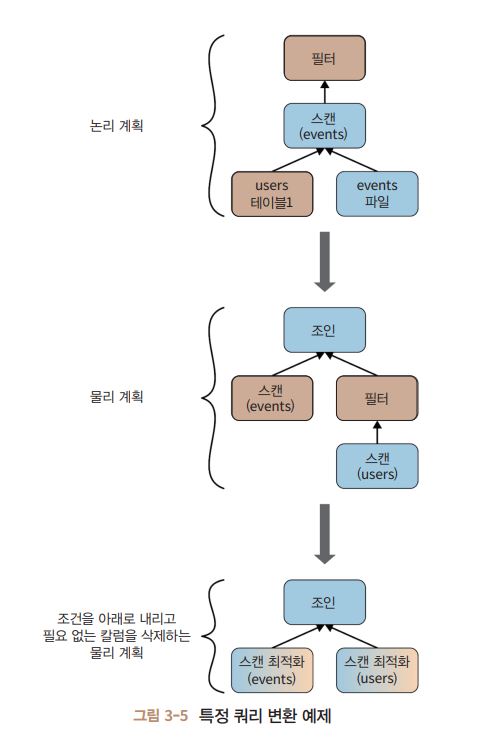 필터
스캔
(events)
논리 계획
users
테이블1
events
파일
조인
물리 계획
스캔
(events)
필터
스캔
(users)
조인
조건을 아래로 내리고
필요 없는 칼럼을 삭제하는
물리 계획
스캔 최적화
(events)
스캔 최적화
(users)
그림 3-5 특정 쿼리 변환 예제